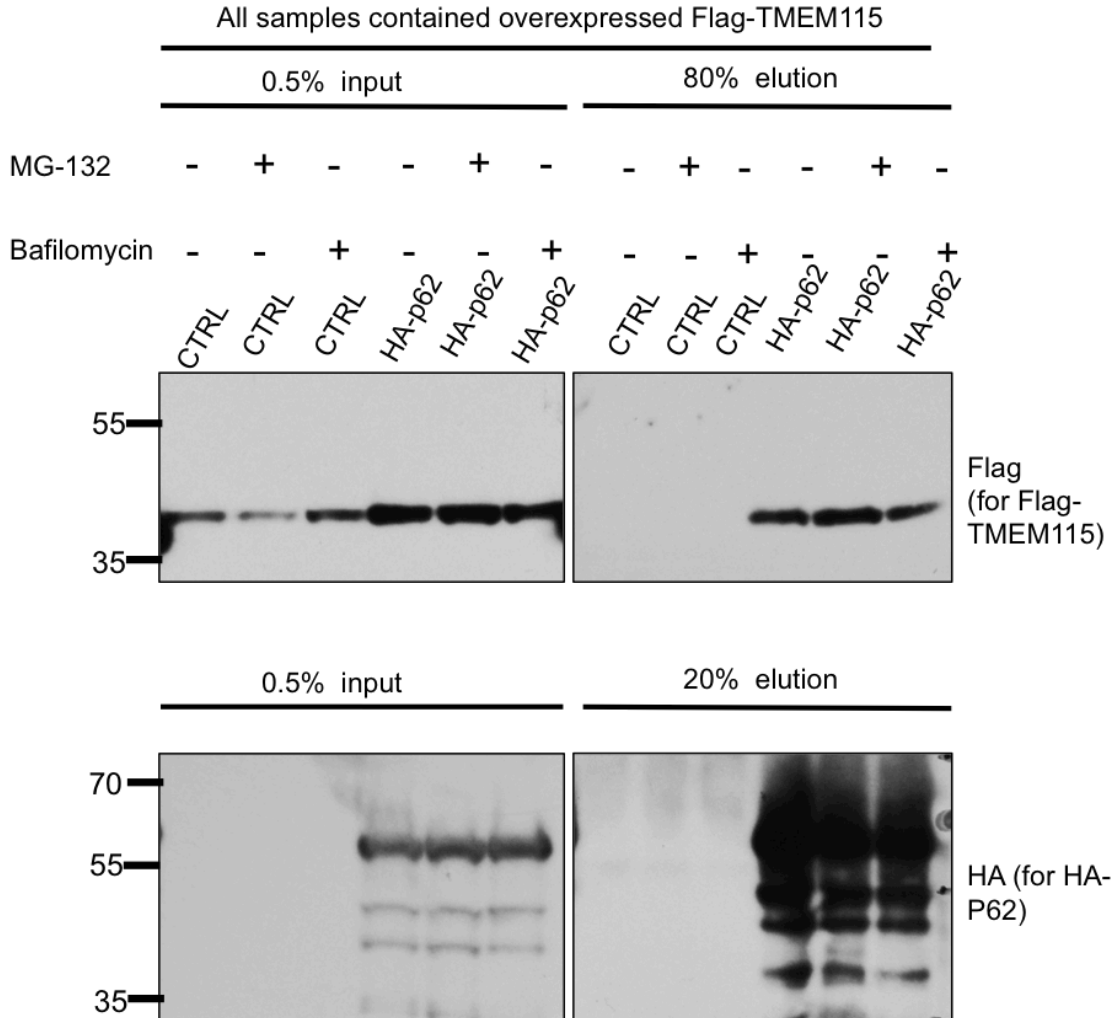 All samples contained overexpressed Flag-TMEM115
0.5% input 80% elution
MG-132 - + - - + - - + - - + -
Bafilomycin - - + - - + - - + - - +
CTRL CTRL CTRL HA-p62 HA-p62 HA-p62 CTRL CTRL CTRL HA-p62 HA-p62 HA-p62
55
35
Flag
(for Flag-
TMEM115)
0.5% input 20% elution
70
55
35
HA (for HA-
P62)